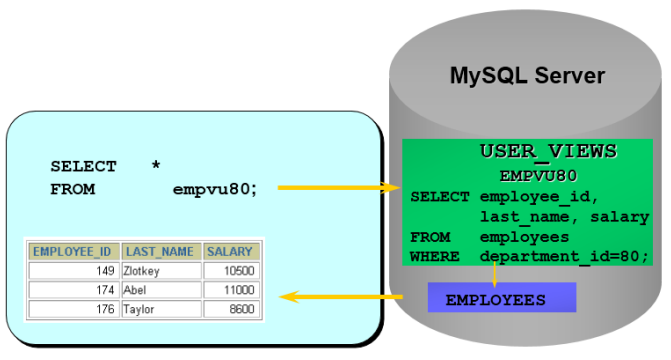 MySQL Server
SELECT *
FROM empvu80;
USER_VIEWS
EMPVU80
SELECT employee_id,
last_name, salary
FROM employees
WHERE department_id=80;
EMPLOYEE_ID LAST_NAME SALARY
149 Zlotkey 10500
174 Abel 11000
176 Taylor 8600
EMPLOYEES